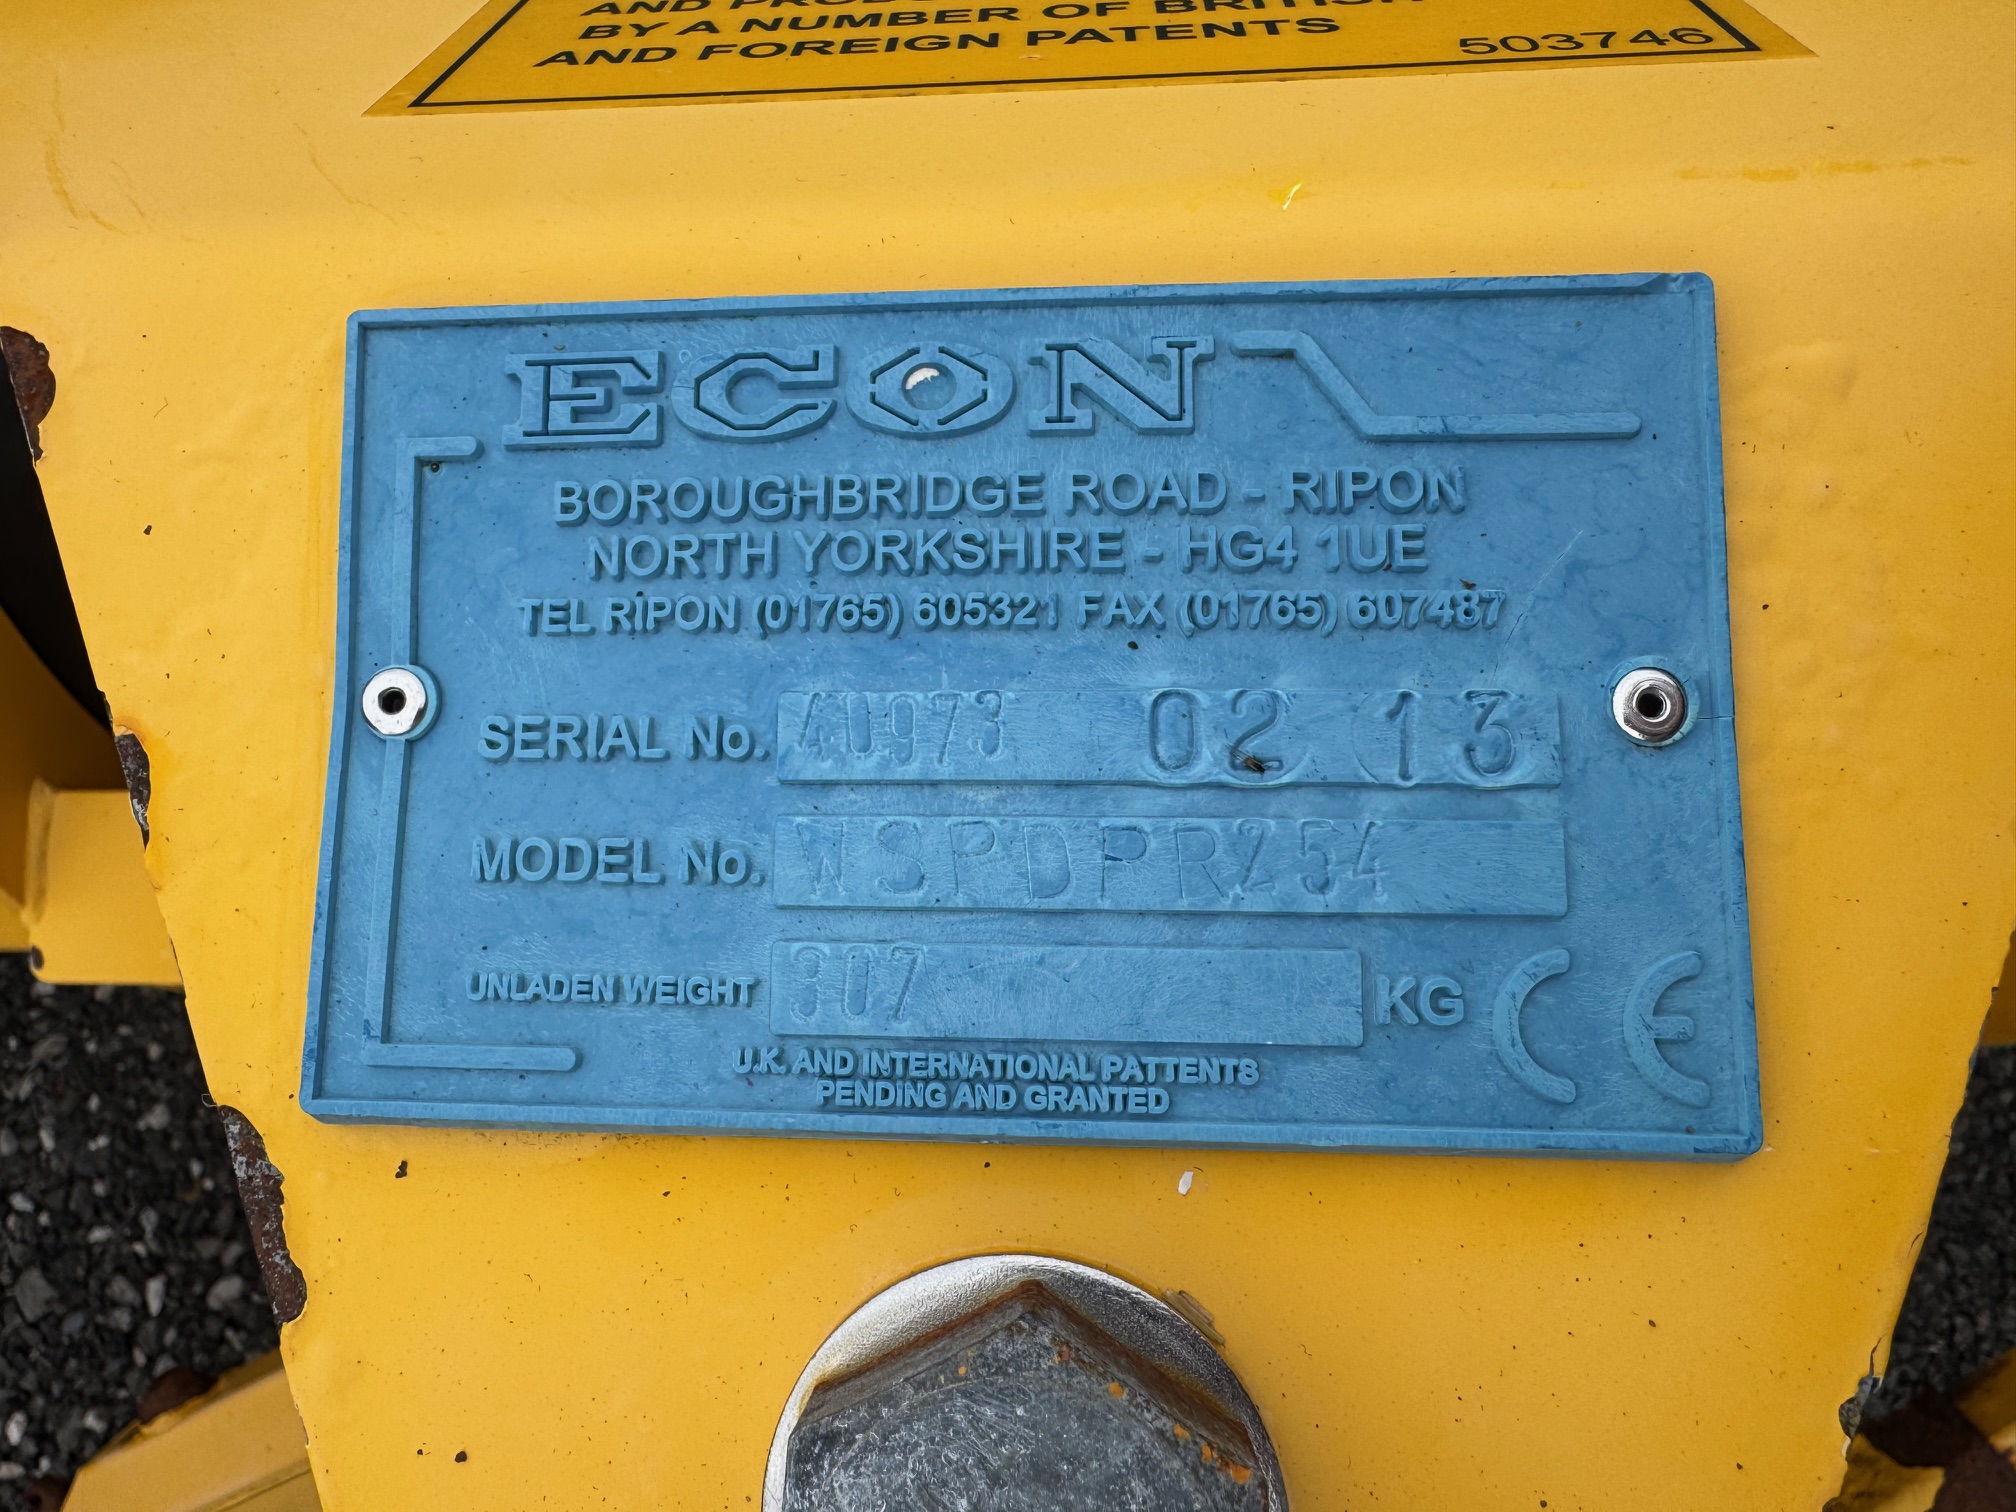 BY A NUMBER OF BRITISH
AND FOREIGN PATENTS
503746
ECON
BOROUGHBRIDGE ROAD - RIPON
NORTH YORKSHIRE - HG4 1UE
TEL RIPON (01765) 605321 FAX (01765) 607487
SERIAL No. 40973 02 13
MODEL No. WSPDPR254
UNLADEN WEIGHT 307 KG CE
U.K. AND INTERNATIONAL PATTENTS
PENDING AND GRANTED